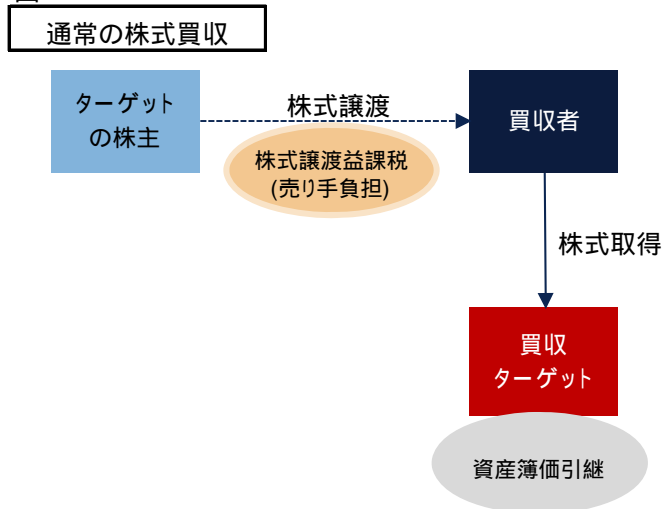 通常の株式買収
ターゲット
の株主
株式譲渡
買収者
株式譲渡益課税
(売り手負担)
株式取得
買収
ターゲット
資産簿価引継